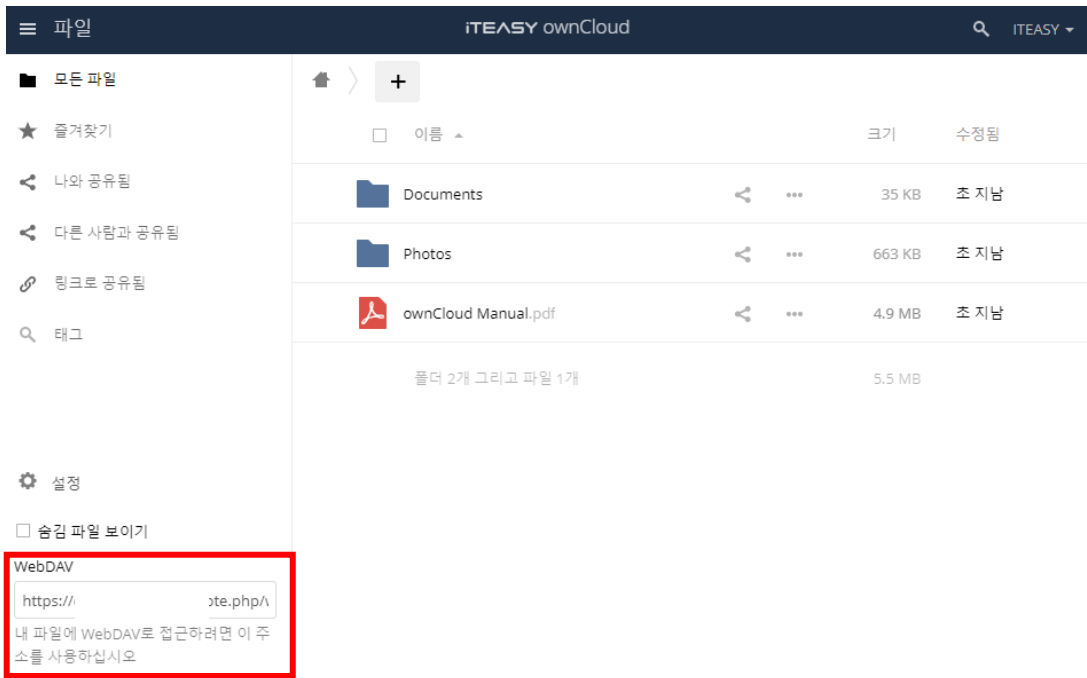 파일
iTEASY ownCloud
ITEASY
모든 파일
즐겨찾기
나와 공유됨
다른 사람과 공유됨
링크로 공유됨
태그
이름
크기
수정됨
Documents
35 KB
초 지남
Photos
663 KB
초 지남
ownCloud Manual.pdf
4.9 MB
초 지남
폴더 2개 그리고 파일 1개
5.5 MB
설정
숨김 파일 보이기
WebDAV
https:// ote.php/
내 파일에 WebDAV로 접근하려면 이 주
소를 사용하십시오